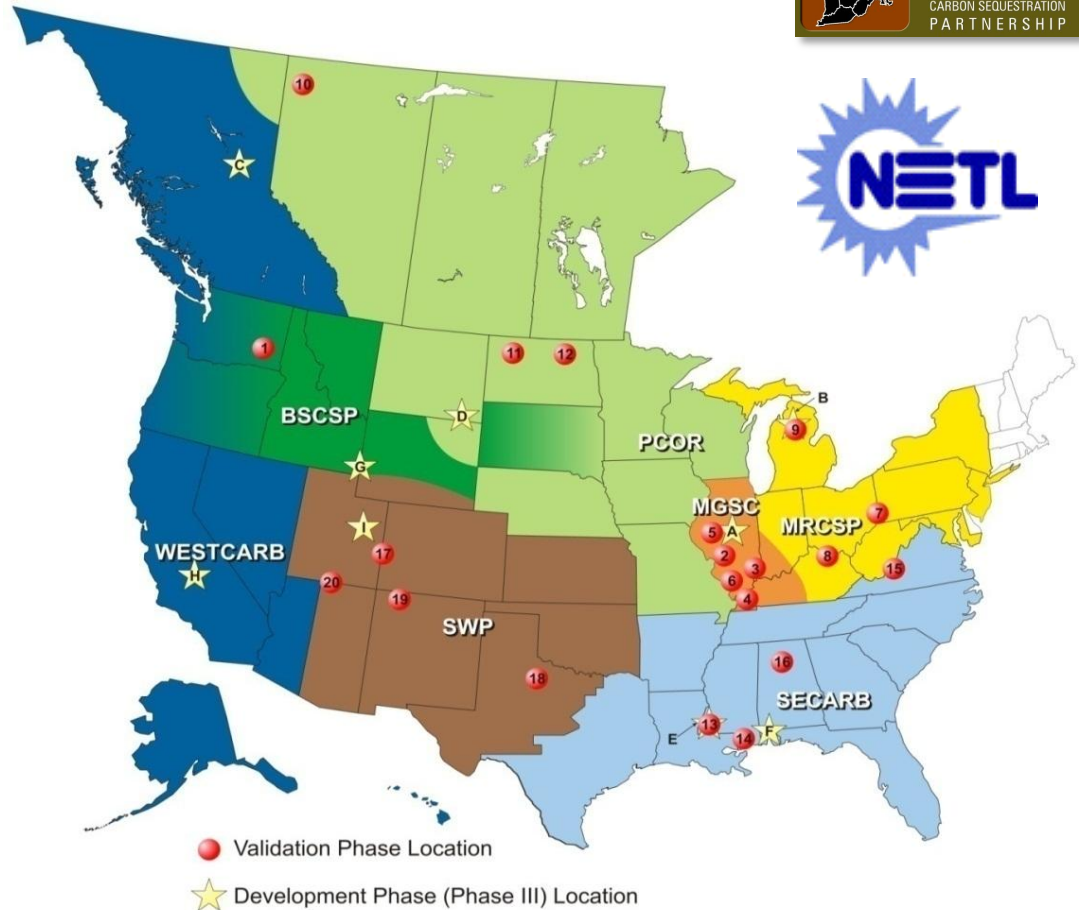 CARBON SEQUESTRATION
PARTNERSHIP
NETL
10
C
1
11
12
BSCSP
D
PCOR
B
9
G
MGSC
5
A
MRCSP
7
I
2
8
WESTCARB
17
3
15
H
20
6
19
4
SWP
18
16
SECARB
E
13
14
F
Validation Phase Location
Development Phase (Phase III) Location